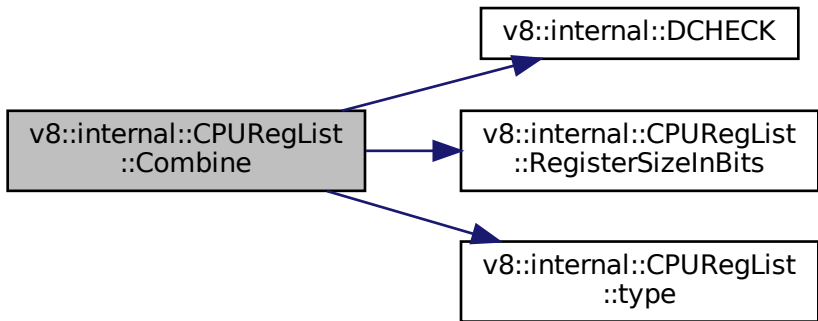 v8::internal::DCHECK
v8::internal::CPURegList
::Combine
v8::internal::CPURegList
::RegisterSizeInBits
v8::internal::CPURegList
::type